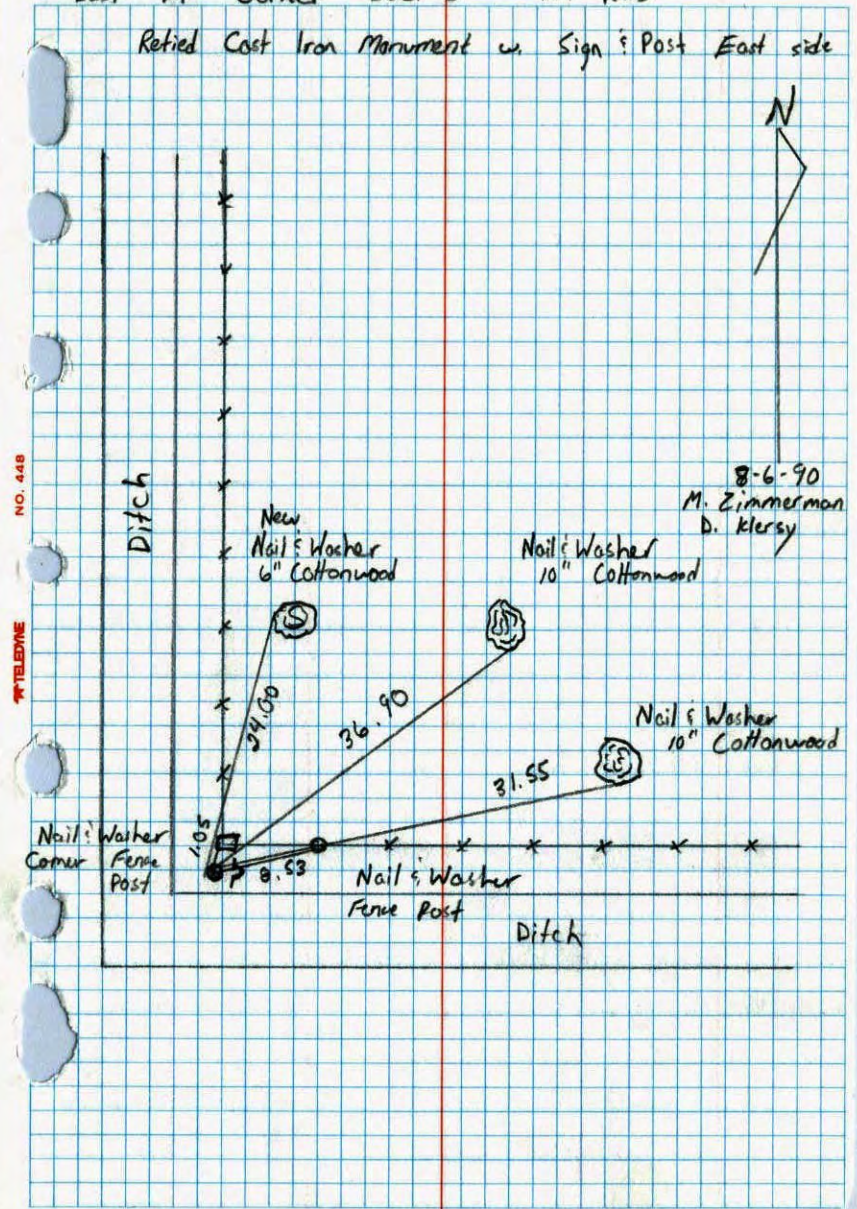 Retied Cast Iron Monument w. Sign & Post East side
N
8-6-90
M. Zimmerman
D. Klersy
NO. 448
TELEDYNE
Ditch
New
Nail & Washer
6" Cottonwood
Nail & Washer
10" Cottonwood
Nail & Washer
10" Cottonwood
24.00
36.90
31.55
1.05
8.53
Nail & Washer
Corner Fence
Post
Nail & Washer
Fence Post
Ditch